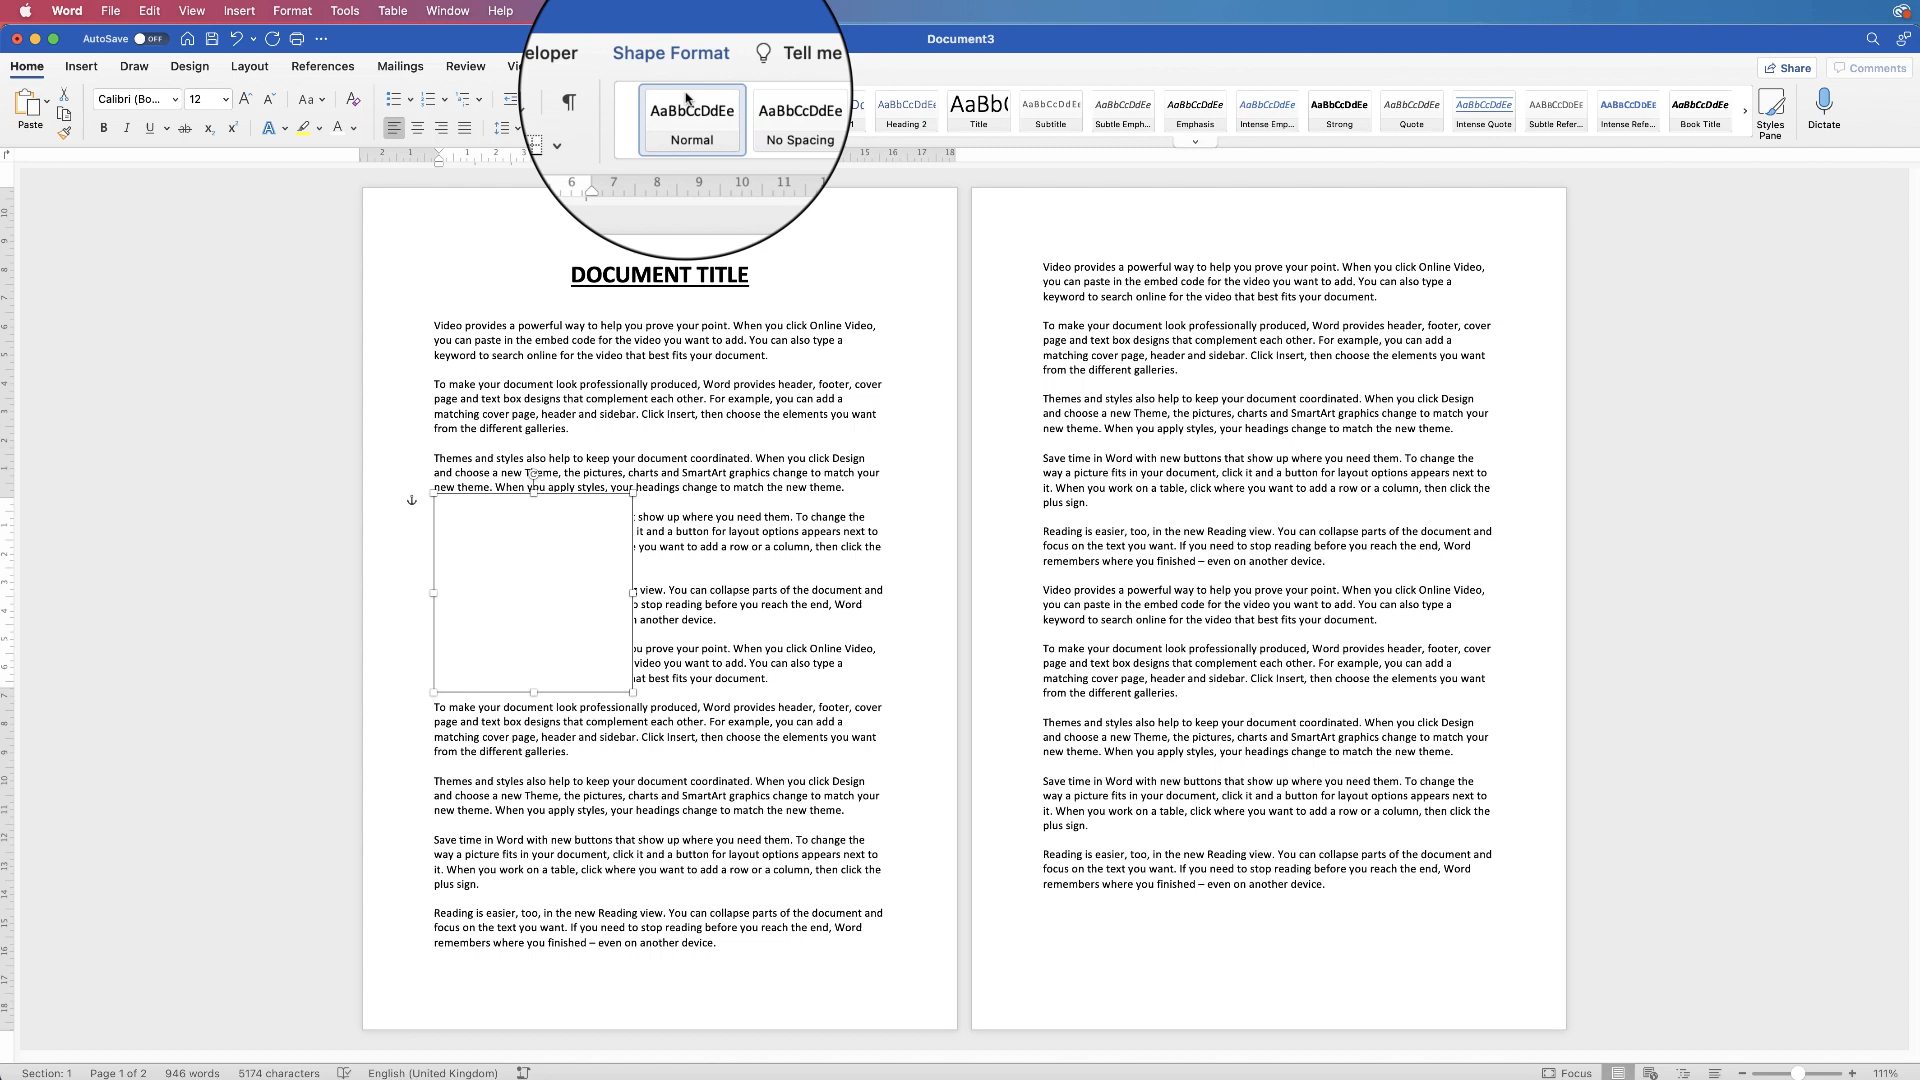 Word File Edit View Insert Format Tools Table Window Help
AutoSave OFF
Document3
Home Insert Draw Design Layout References Mailings Review
eloper Shape Format Tell me
Share Comments
Paste
Calibri (Bo... 12 Aa
AaBbCcDdEe Normal
AaBbCcDdEe No Spacing
AaBbCcDdEe Heading 2
AaBb( Title
AaBbCcDdEe Subtitle
AaBbCcDdEe Subtle Emph...
AaBbCcDdEe Emphasis
AaBbCcDdEe Intense Emp...
AaBbCcDdEe Strong
AaBbCcDdEe Quote
AaBbCcDdEe Intense Quote
AaBbCcDdEe Subtle Refer...
AaBbCcDdEe Intense Refe...
AaBbCcDdEe Book Title
Styles Pane
Dictate
2 1 1 2 15 16 17 18
6 7 8 9 10 11
DOCUMENT TITLE
Video provides a powerful way to help you prove your point. When you click Online Video,
you can paste in the embed code for the video you want to add. You can also type a
keyword to search online for the video that best fits your document.
To make your document look professionally produced, Word provides header, footer, cover
page and text box designs that complement each other. For example, you can add a
matching cover page, header and sidebar. Click Insert, then choose the elements you want
from the different galleries.
Themes and styles also help to keep your document coordinated. When you click Design
and choose a new Theme, the pictures, charts and SmartArt graphics change to match your
new theme. When you apply styles, your headings change to match the new theme.
show up where you need them. To change the
it and a button for layout options appears next to
you want to add a row or a column, then click the
view. You can collapse parts of the document and
stop reading before you reach the end, Word
another device.
prove your point. When you click Online Video,
video you want to add. You can also type a
best fits your document.
To make your document look professionally produced, Word provides header, footer, cover
page and text box designs that complement each other. For example, you can add a
matching cover page, header and sidebar. Click Insert, then choose the elements you want
from the different galleries.
Themes and styles also help to keep your document coordinated. When you click Design
and choose a new Theme, the pictures, charts and SmartArt graphics change to match your
new theme. When you apply styles, your headings change to match the new theme.
Save time in Word with new buttons that show up where you need them. To change the
way a picture fits in your document, click it and a button for layout options appears next to
it. When you work on a table, click where you want to add a row or a column, then click the
plus sign.
Reading is easier, too, in the new Reading view. You can collapse parts of the document and
focus on the text you want. If you need to stop reading before you reach the end, Word
remembers where you finished – even on another device.
Video provides a powerful way to help you prove your point. When you click Online Video,
you can paste in the embed code for the video you want to add. You can also type a
keyword to search online for the video that best fits your document.
To make your document look professionally produced, Word provides header, footer, cover
page and text box designs that complement each other. For example, you can add a
matching cover page, header and sidebar. Click Insert, then choose the elements you want
from the different galleries.
Themes and styles also help to keep your document coordinated. When you click Design
and choose a new Theme, the pictures, charts and SmartArt graphics change to match your
new theme. When you apply styles, your headings change to match the new theme.
Save time in Word with new buttons that show up where you need them. To change the
way a picture fits in your document, click it and a button for layout options appears next to
it. When you work on a table, click where you want to add a row or a column, then click the
plus sign.
Reading is easier, too, in the new Reading view. You can collapse parts of the document and
focus on the text you want. If you need to stop reading before you reach the end, Word
remembers where you finished – even on another device.
Video provides a powerful way to help you prove your point. When you click Online Video,
you can paste in the embed code for the video you want to add. You can also type a
keyword to search online for the video that best fits your document.
To make your document look professionally produced, Word provides header, footer, cover
page and text box designs that complement each other. For example, you can add a
matching cover page, header and sidebar. Click Insert, then choose the elements you want
from the different galleries.
Themes and styles also help to keep your document coordinated. When you click Design
and choose a new Theme, the pictures, charts and SmartArt graphics change to match your
new theme. When you apply styles, your headings change to match the new theme.
Save time in Word with new buttons that show up where you need them. To change the
way a picture fits in your document, click it and a button for layout options appears next to
it. When you work on a table, click where you want to add a row or a column, then click the
plus sign.
Reading is easier, too, in the new Reading view. You can collapse parts of the document and
focus on the text you want. If you need to stop reading before you reach the end, Word
remembers where you finished – even on another device.
Section: 1 Page 1 of 2 946 words 5174 characters English (United Kingdom) Focus 111%